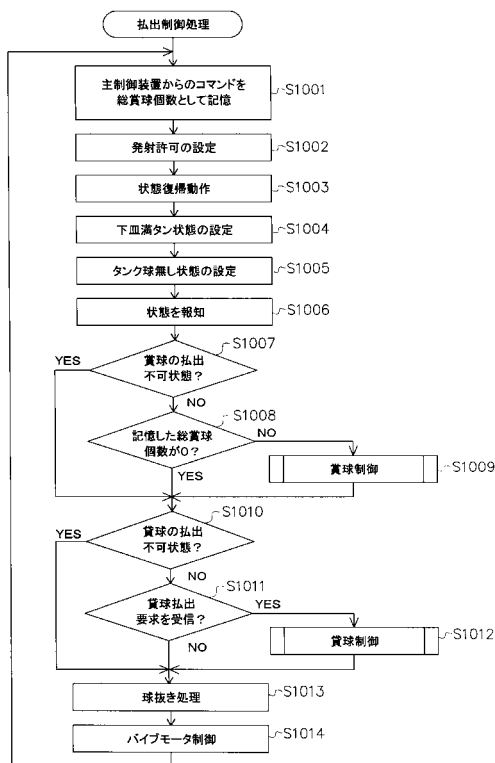 払出制御処理
主制御装置からのコマンドを
総賞球個数として記憶
S1001
発射許可の設定
S1002
状態復帰動作
S1003
下皿満タン状態の設定
S1004
タンク球無し状態の設定
S1005
状態を報知
S1006
S1007
YES
賞球の払出
不可状態?
NO
S1008
記憶した総賞球
個数が0?
NO
賞球制御
S1009
YES
S1010
YES
貸球の払出
不可状態?
NO
S1011
貸球払出
要求を受信?
YES
貸球制御
S1012
NO
球抜き処理
S1013
バイブモータ制御
S1014